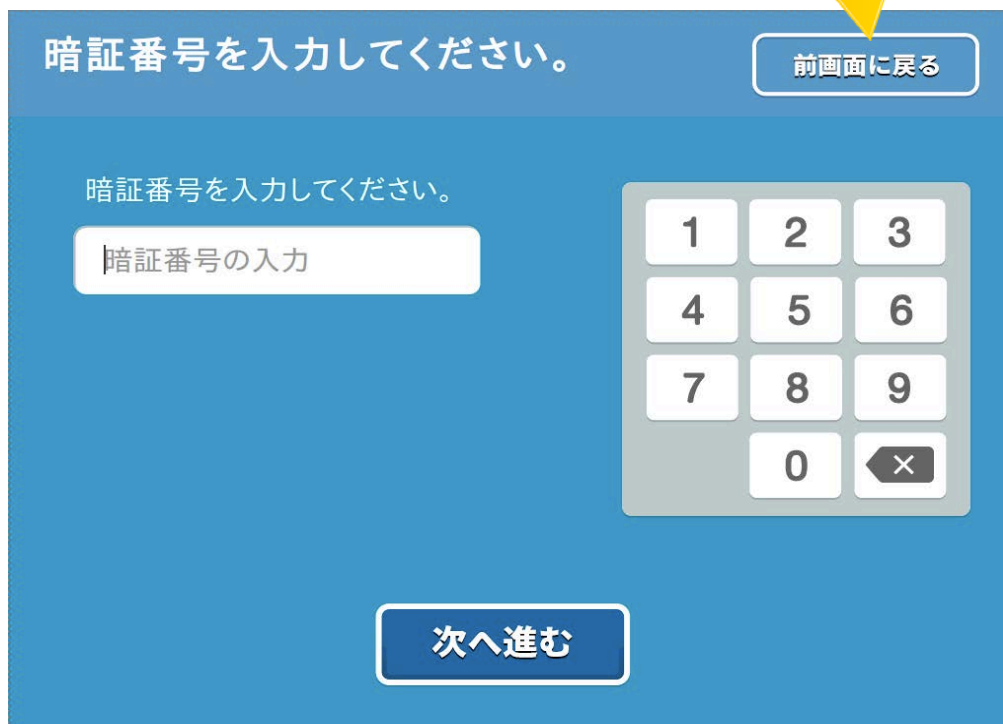 暗証番号を入力してください。
前画面に戻る
暗証番号を入力してください。
暗証番号の入力
1 2 3
4 5 6
7 8 9
0
次へ進む